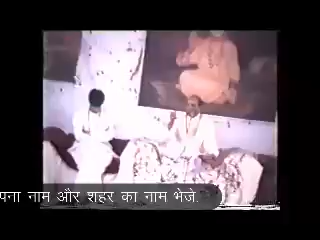 पना नाम और शहर का नाम भेजे.